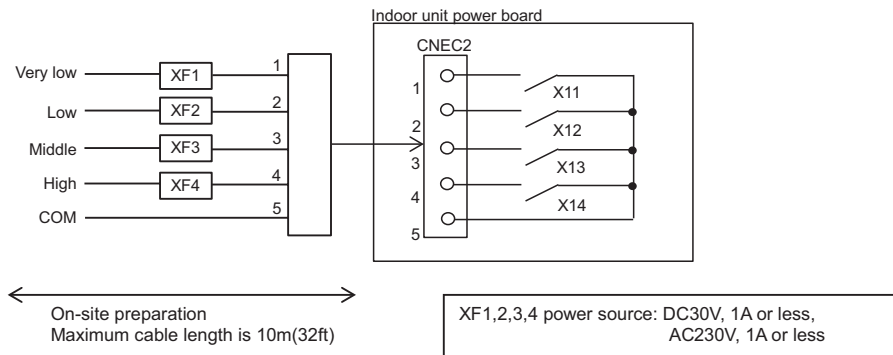 Indoor unit power board
CNEC2
Very low XF1 1
Low XF2 2
Middle XF3 3
High XF4 4
COM 5
1 X11
2 X12
3 X13
4 X14
5
On-site preparation
Maximum cable length is 10m(32ft)
XF1,2,3,4 power source: DC30V, 1A or less,
AC230V, 1A or less